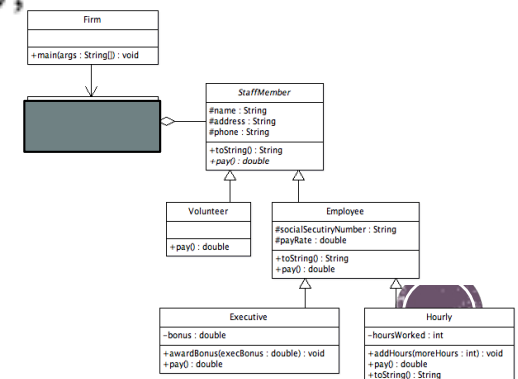 Firm
+main(args : String[]) : void
StaffMember
#name : String
#address : String
#phone : String
+toString() : String
+pay() : double
Volunteer
+pay() : double
Employee
#socialSecutiryNumber : String
#payRate : double
+toString() : String
+pay() : double
Executive
-bonus : double
+awardBonus(execBonus : double) : void
+pay() : double
Hourly
-hoursWorked : int
+addHours(moreHours : int) : void
+pay() : double
+toString() : String